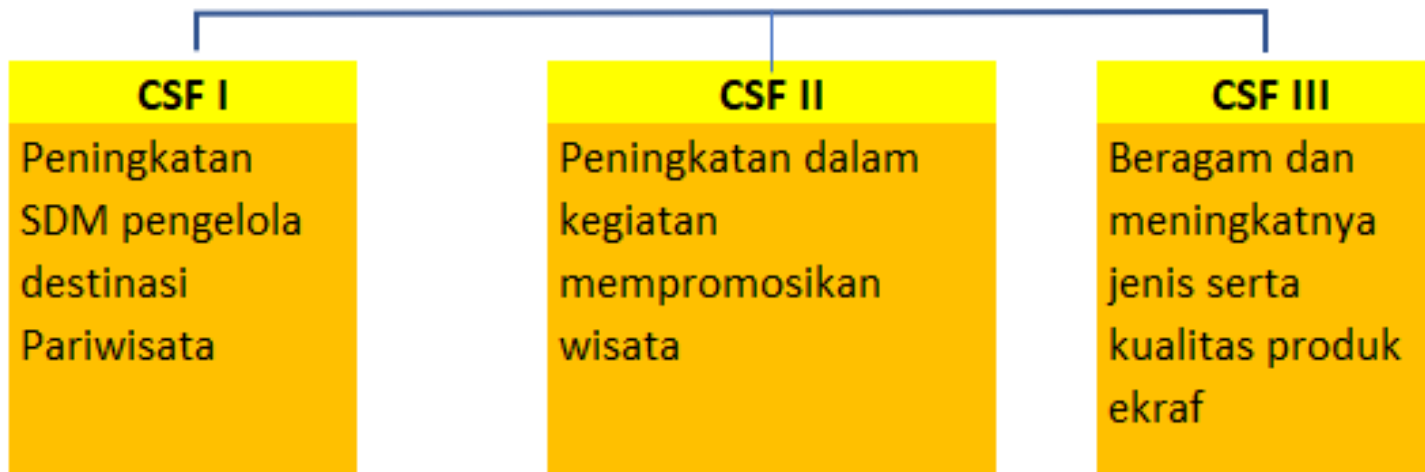 CSF I
Peningkatan
SDM pengelola
destinasi
Pariwisata
CSF II
Peningkatan dalam
kegiatan
mempromosikan
wisata
CSF III
Beragam dan
meningkatnya
jenis serta
kualitas produk
ekraf